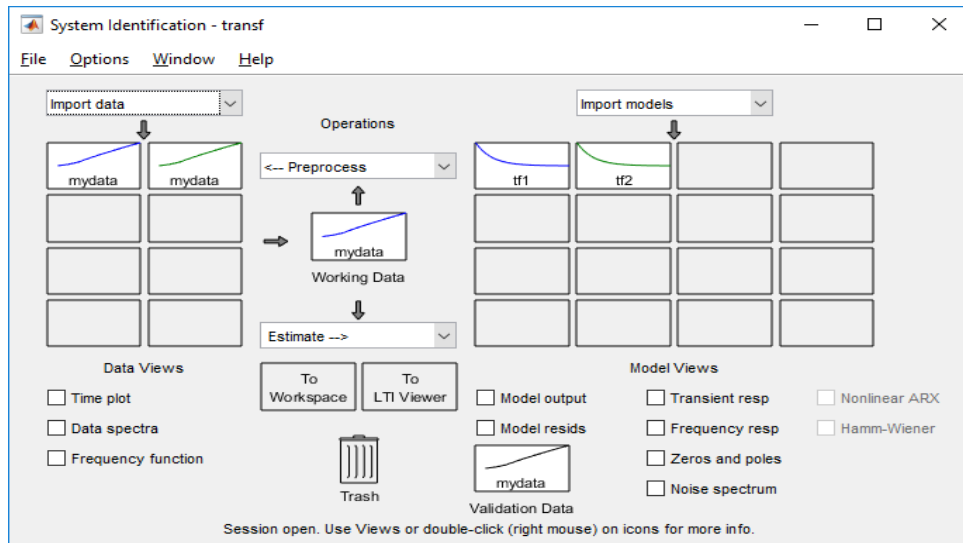 System Identification - transf
File Options Window Help
Import data
Import models
Operations
mydata
mydata
<-- Preprocess
tf1
tf2
mydata
Working Data
Estimate -->
Data Views
Model Views
To Workspace
To LTI Viewer
Time plot
Data spectra
Frequency function
Trash
Model output
Transient resp
Nonlinear ARX
Model resids
Frequency resp
Hamm-Wiener
Zeros and poles
mydata
Noise spectrum
Validation Data
Session open. Use Views or double-click (right mouse) on icons for more info.